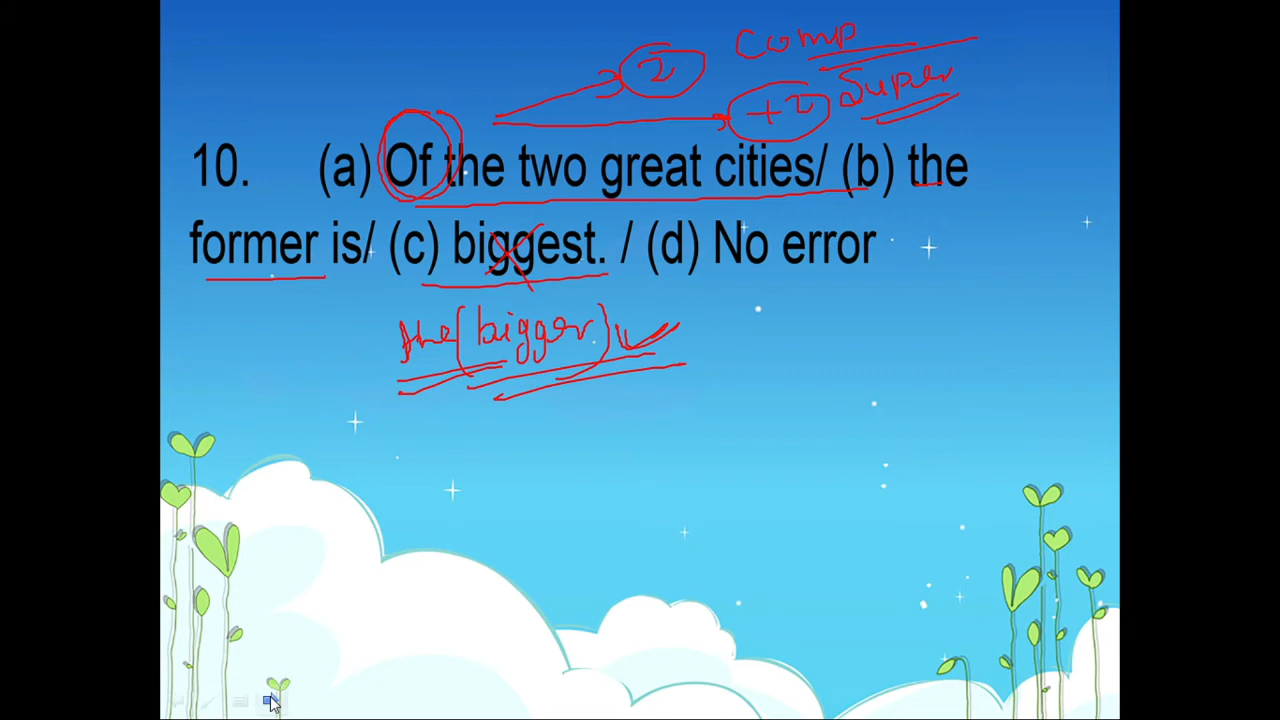 2 Comp
+2 Super
10. (a) Of the two great cities/ (b) the
former is/ (c) biggest. / (d) No error
the (bigger)